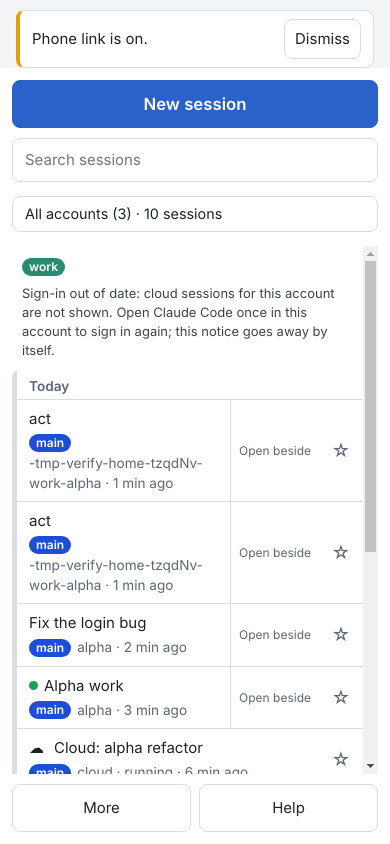 Phone link is on.
Dismiss
New session
Search sessions
All accounts (3) · 10 sessions
work
Sign-in out of date: cloud sessions for this account
are not shown. Open Claude Code once in this
account to sign in again; this notice goes away by
itself.
Today
act
main
-tmp-verify-home-tzqdNv-
work-alpha · 1 min ago
Open beside
act
main
-tmp-verify-home-tzqdNv-
work-alpha · 1 min ago
Open beside
Fix the login bug
main alpha · 2 min ago
Open beside
Alpha work
main alpha · 3 min ago
Open beside
Cloud: alpha refactor
main cloud · running · 6 min ago
More
Help